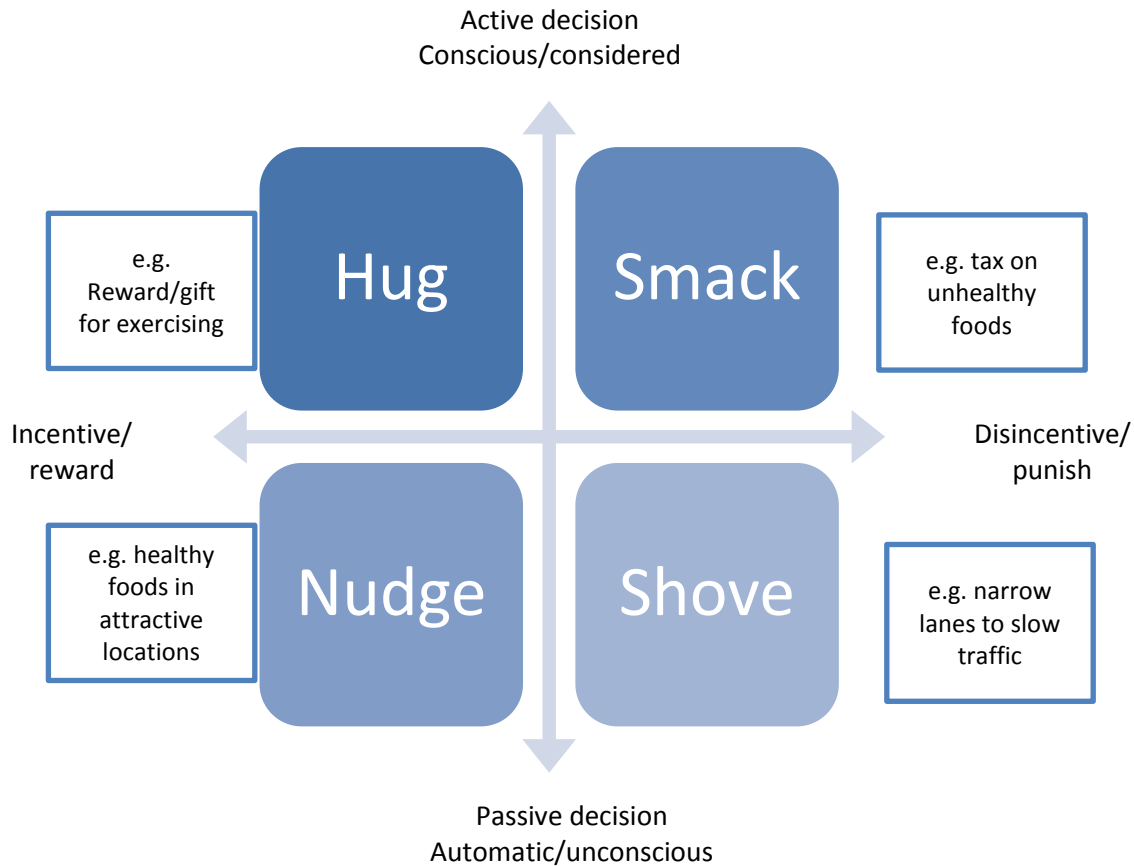 Active decision
Conscious/considered
e.g.
Reward/gift
for exercising
Hug
Smack
e.g. tax on
unhealthy
foods
Incentive/
reward
Disincentive/
punish
e.g. healthy
foods in
attractive
locations
Nudge
Shove
e.g. narrow
lanes to slow
traffic
Passive decision
Automatic/unconscious